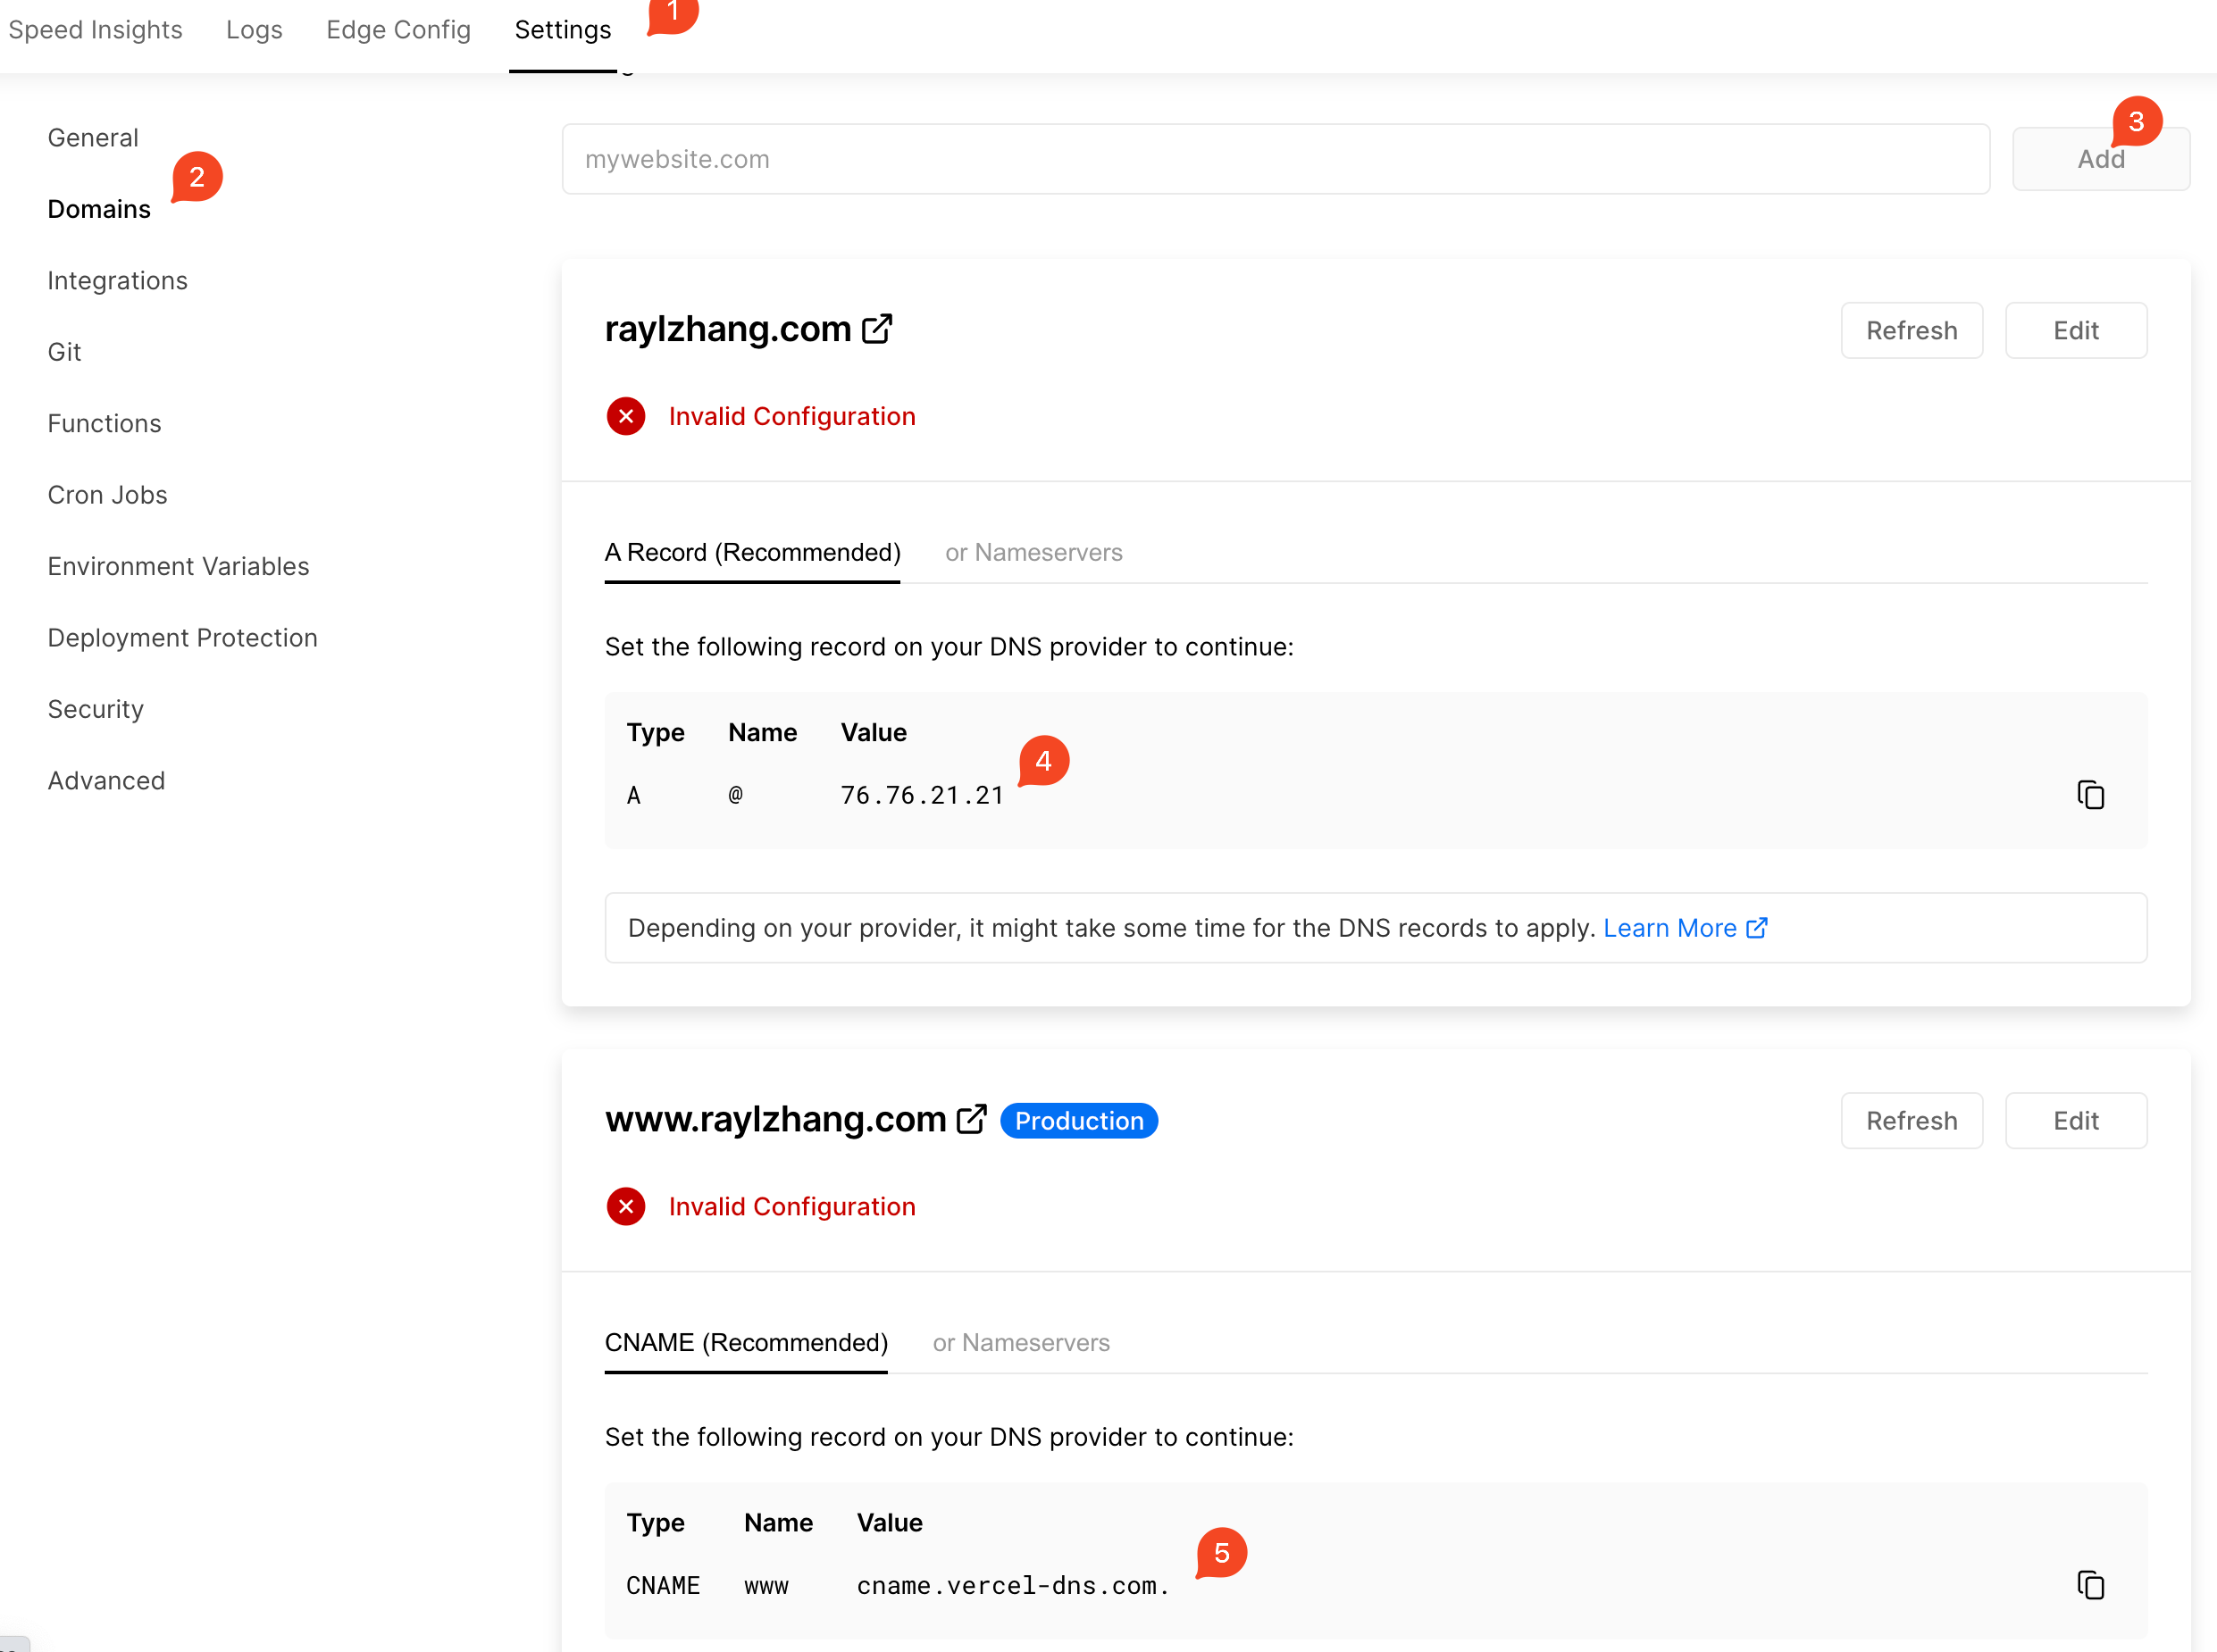 Speed Insights Logs Edge Config Settings 1
General
2
Domains
Integrations
Git
Functions
Cron Jobs
Environment Variables
Deployment Protection
Security
Advanced
mywebsite.com
Add 3
raylzhang.com
Refresh Edit
Invalid Configuration
A Record (Recommended) or Nameservers
Set the following record on your DNS provider to continue:
Type Name Value
A @ 76.76.21.21 4
Depending on your provider, it might take some time for the DNS records to apply. Learn More
www.raylzhang.com Production
Refresh Edit
Invalid Configuration
CNAME (Recommended) or Nameservers
Set the following record on your DNS provider to continue:
Type Name Value
CNAME www cname.vercel-dns.com. 5